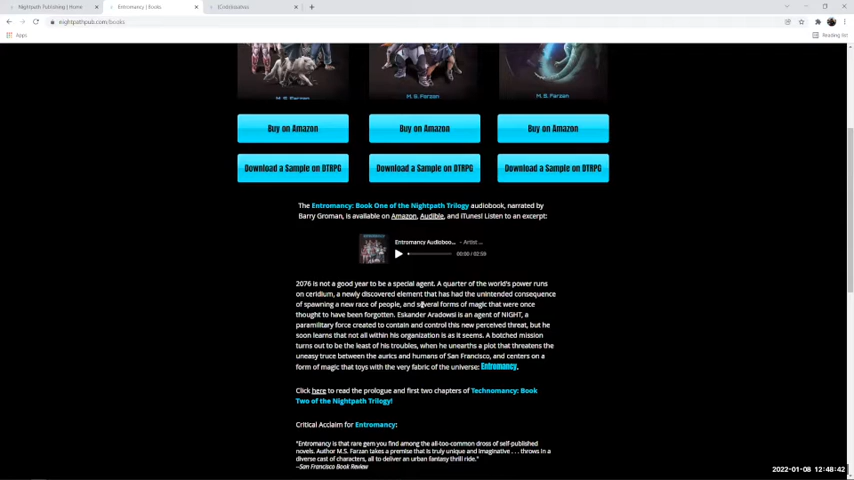 Nightpath Publishing | Home
Entromancy | Books
nightpathpub.com/books
Apps
Reading list
M. S. Farzan
M. S. Farzan
M. S. Farzan
Buy on Amazon
Buy on Amazon
Buy on Amazon
Download a Sample on DTRPG
Download a Sample on DTRPG
Download a Sample on DTRPG
The Entromancy: Book One of the Nightpath Trilogy audiobook, narrated by
Barry Groman, is available on Amazon, Audible, and iTunes! Listen to an excerpt:
Entromancy Audioboo... - Artist ...
00:00 / 02:59
2076 is not a good year to be a special agent. A quarter of the world's power runs
on ceridium, a newly discovered element that has had the unintended consequence
of spawning a new race of people, and several forms of magic that were once
thought to have been forgotten. Eskander Aradowsi is an agent of NIGHT, a
paramilitary force created to contain and control this new perceived threat, but he
soon learns that not all within his organization is as it seems. A botched mission
turns out to be the least of his troubles, when he unearths a plot that threatens the
uneasy truce between the aurics and humans of San Francisco, and centers on a
form of magic that toys with the very fabric of the universe: Entromancy.
Click here to read the prologue and first two chapters of Technomancy: Book
Two of the Nightpath Trilogy!
Critical Acclaim for Entromancy:
"Entromancy is that rare gem you find among the all-too-common dross of self-published
novels. Author M.S. Farzan takes a premise that is truly unique and imaginative . . . throws in a
diverse cast of characters, all to deliver an urban fantasy thrill ride."
--San Francisco Book Review
2022-01-08 12:48:42